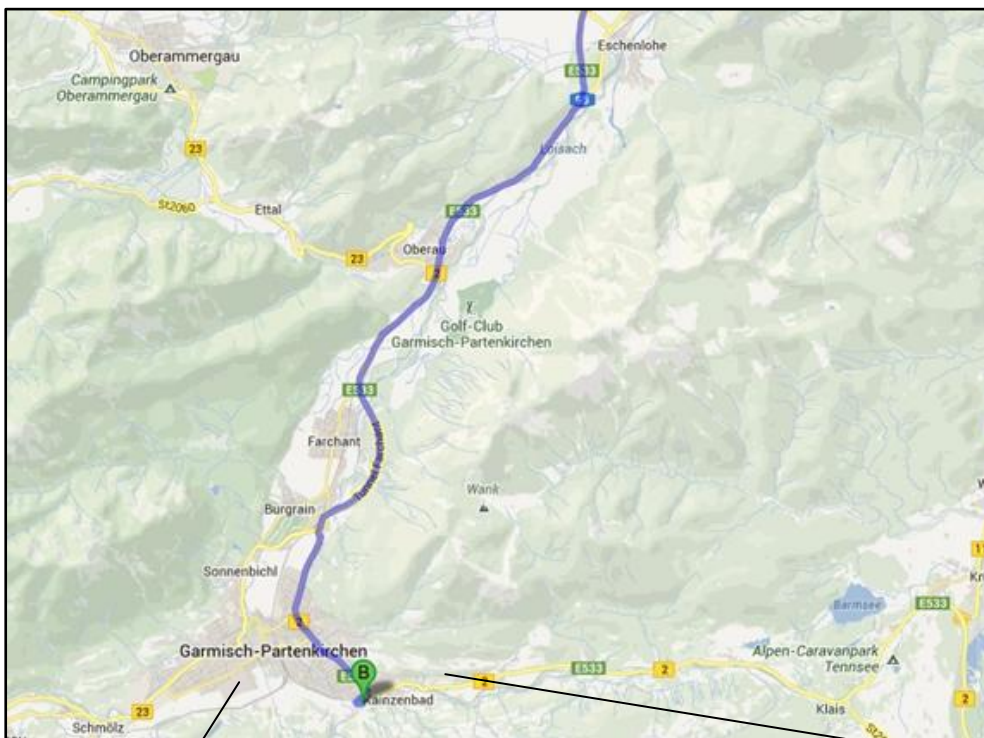 Oberammergau
Campingpark
Oberammergau
Eschenlohe
E533
Loisach
23
St2060
Ettal
E533
23
Oberau
2
Golf-Club
Garmisch-Partenkirchen
E533
Farchant
Tunnel Farchant
Wank
Burgrain
Sonnenbichl
2
Garmisch-Partenkirchen
B
Kainzenbad
E533
2
2
Barmsee
E533
Alpen-Caravanpark
Tennsee
Klais
2
23
Schmölz